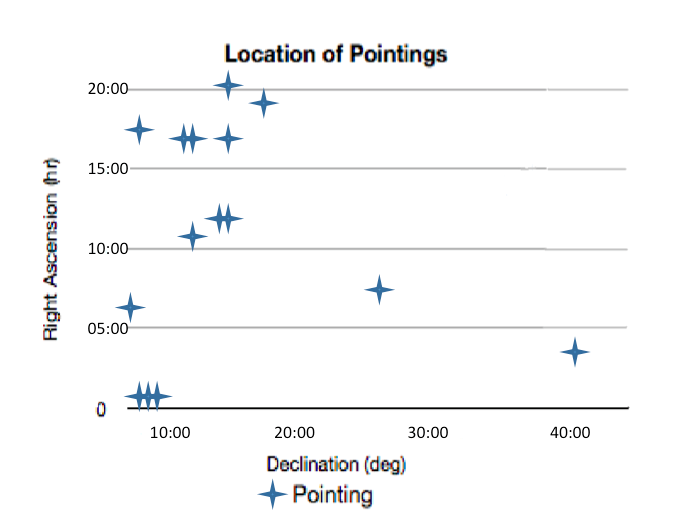 Location of Pointings
20:00
15:00
10:00
05:00
0
Right Ascension (hr)
10:00 20:00 30:00 40:00
Declination (deg)
Pointing